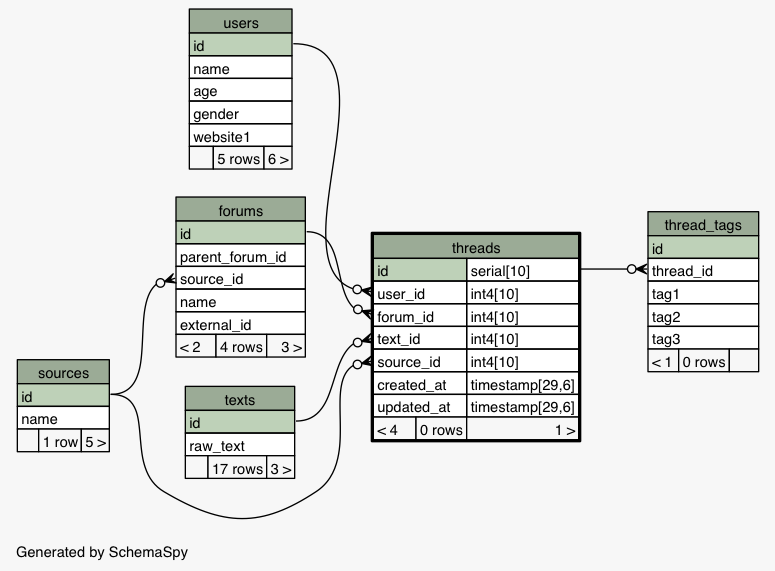 users
id
name
age
gender
website1
5 rows 6 >
forums
id
parent_forum_id
source_id
name
external_id
< 2 4 rows 3 >
sources
id
name
1 row 5 >
texts
id
raw_text
17 rows 3 >
threads
id serial[10]
user_id int4[10]
forum_id int4[10]
text_id int4[10]
source_id int4[10]
created_at timestamp[29,6]
updated_at timestamp[29,6]
< 4 0 rows 1 >
thread_tags
id
thread_id
tag1
tag2
tag3
< 1 0 rows
Generated by SchemaSpy